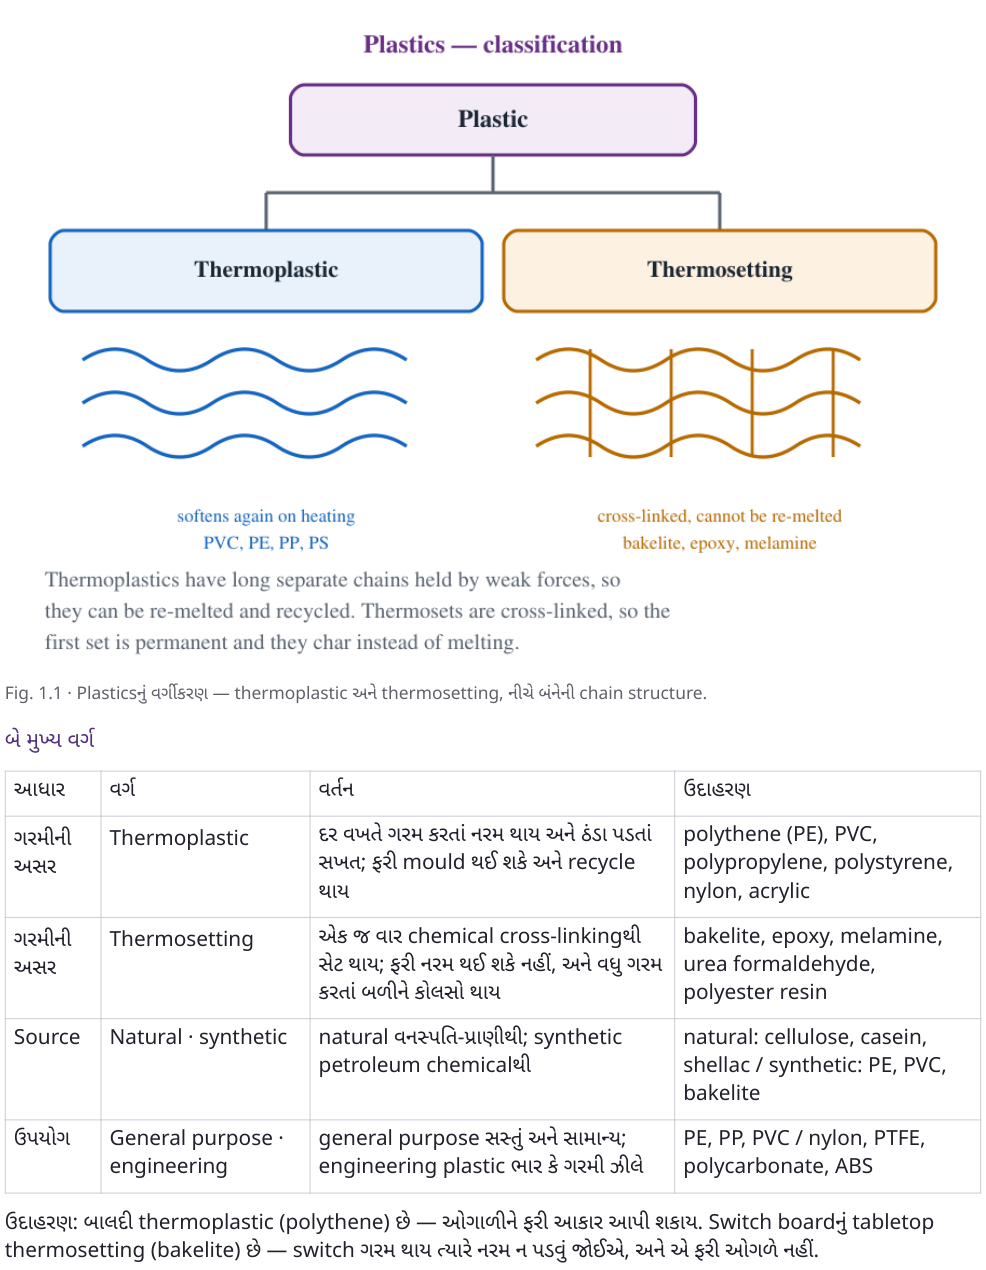 Plastics — classification
Plastic
Thermoplastic
Thermosetting
softens again on heating
PVC, PE, PP, PS
cross-linked, cannot be re-melted
bakelite, epoxy, melamine
Thermoplastics have long separate chains held by weak forces, so
they can be re-melted and recycled. Thermosets are cross-linked, so the
first set is permanent and they char instead of melting.
Fig. 1.1 · Plasticsનું વર્ગીકરણ — thermoplastic અને thermosetting, નીચે બંનેની chain structure.
બે મુખ્ય વર્ગ
આધાર
વર્ગ
વર્તન
ઉદાહરણ
ગરમીની
અસર
Thermoplastic
દર વખતે ગરમ કરતાં નરમ થાય અને ઠંડા પડતાં
સખત; ફરી mould થઈ શકે અને recycle
થાય
polythene (PE), PVC,
polypropylene, polystyrene,
nylon, acrylic
ગરમીની
અસર
Thermosetting
એક જ વાર chemical cross-linkingથી
સેટ થાય; ફરી નરમ થઈ શકે નહીં, અને વધુ ગરમ
કરતાં બળીને કોલસો થાય
bakelite, epoxy, melamine,
urea formaldehyde,
polyester resin
Source
Natural · synthetic
natural વનસ્પતિ-પ્રાણીથી; synthetic
petroleum chemicalથી
natural: cellulose, casein,
shellac / synthetic: PE, PVC,
bakelite
ઉપયોગ
General purpose ·
engineering
general purpose સસ્તું અને સામાન્ય;
engineering plastic ભાર કે ગરમી ઝીલે
PE, PP, PVC / nylon, PTFE,
polycarbonate, ABS
ઉદાહરણ: બાલદી thermoplastic (polythene) છે — ઓગાળીને ફરી આકાર આપી શકાય. Switch boardનું tabletop
thermosetting (bakelite) છે — switch ગરમ થાય ત્યારે નરમ ન પડવું જોઈએ, અને એ ફરી ઓગળે નહીં.